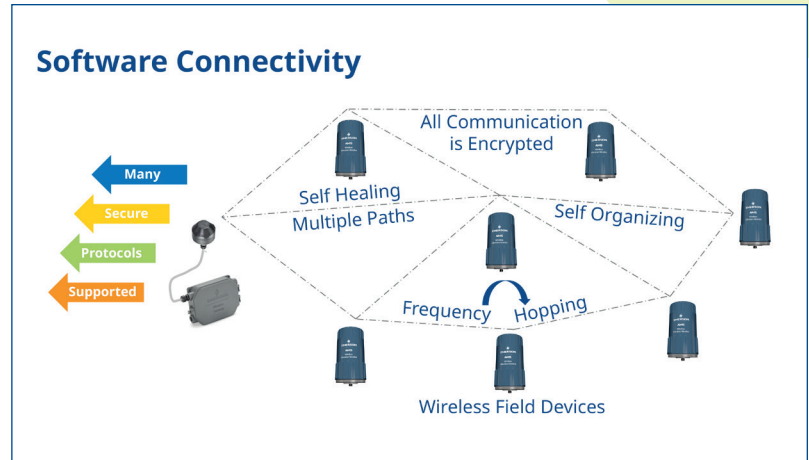 Software Connectivity
All Communication
is Encrypted
Many
Secure
Protocols
Supported
Self Healing
Multiple Paths
Self Organizing
Frequency
Hopping
Wireless Field Devices